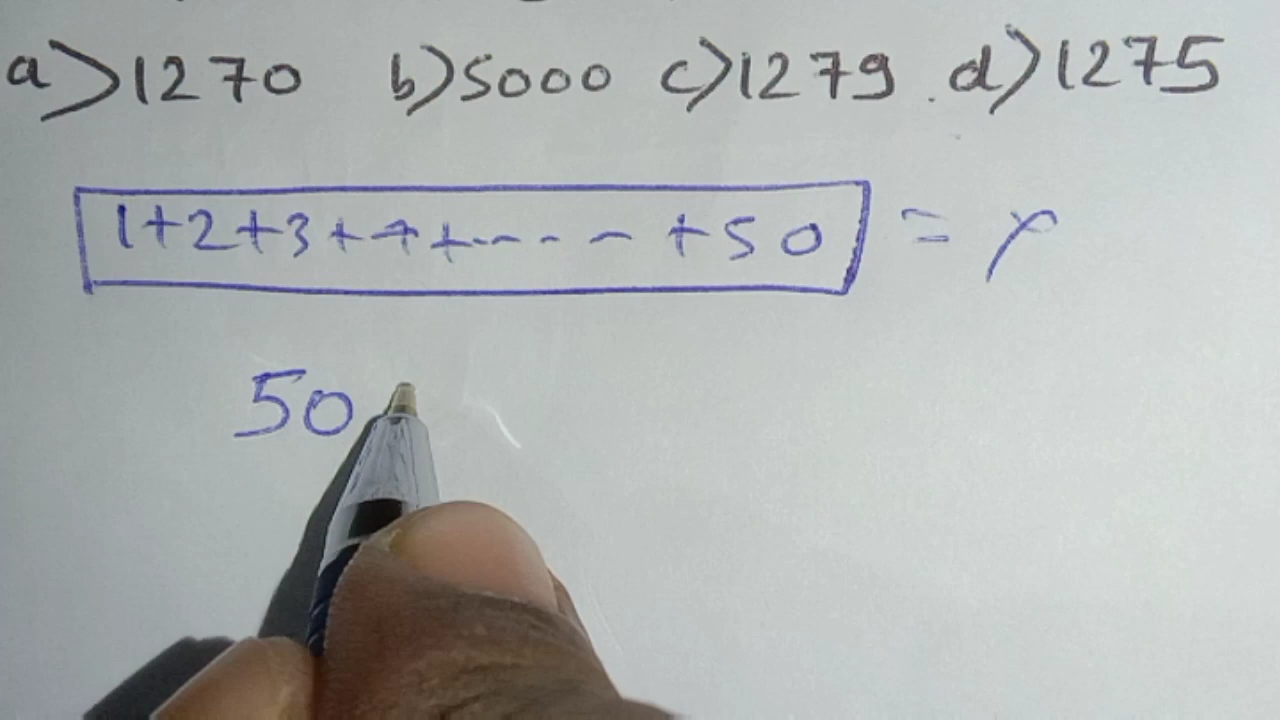 a) 1270 b) 5000 c) 1279 d) 1275
1+2+3+4+---- +50 = r
50